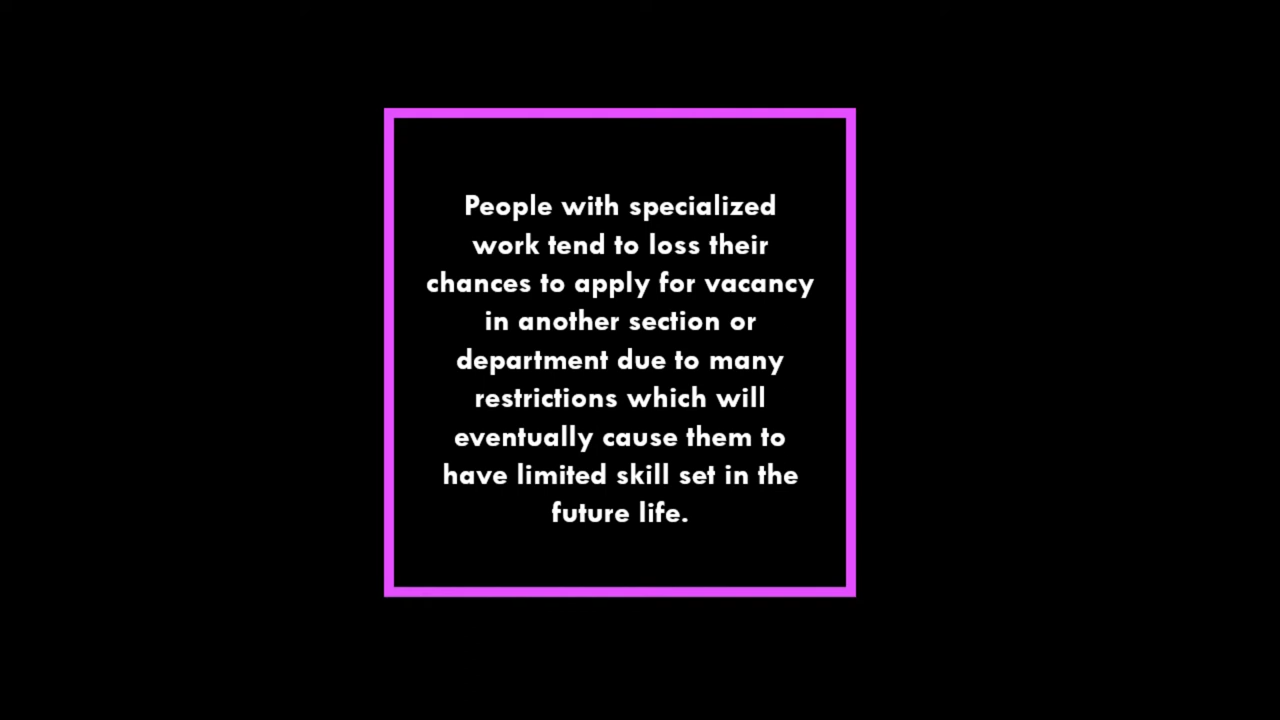 People with specialized
work tend to loss their
chances to apply for vacancy
in another section or
department due to many
restrictions which will
eventually cause them to
have limited skill set in the
future life.